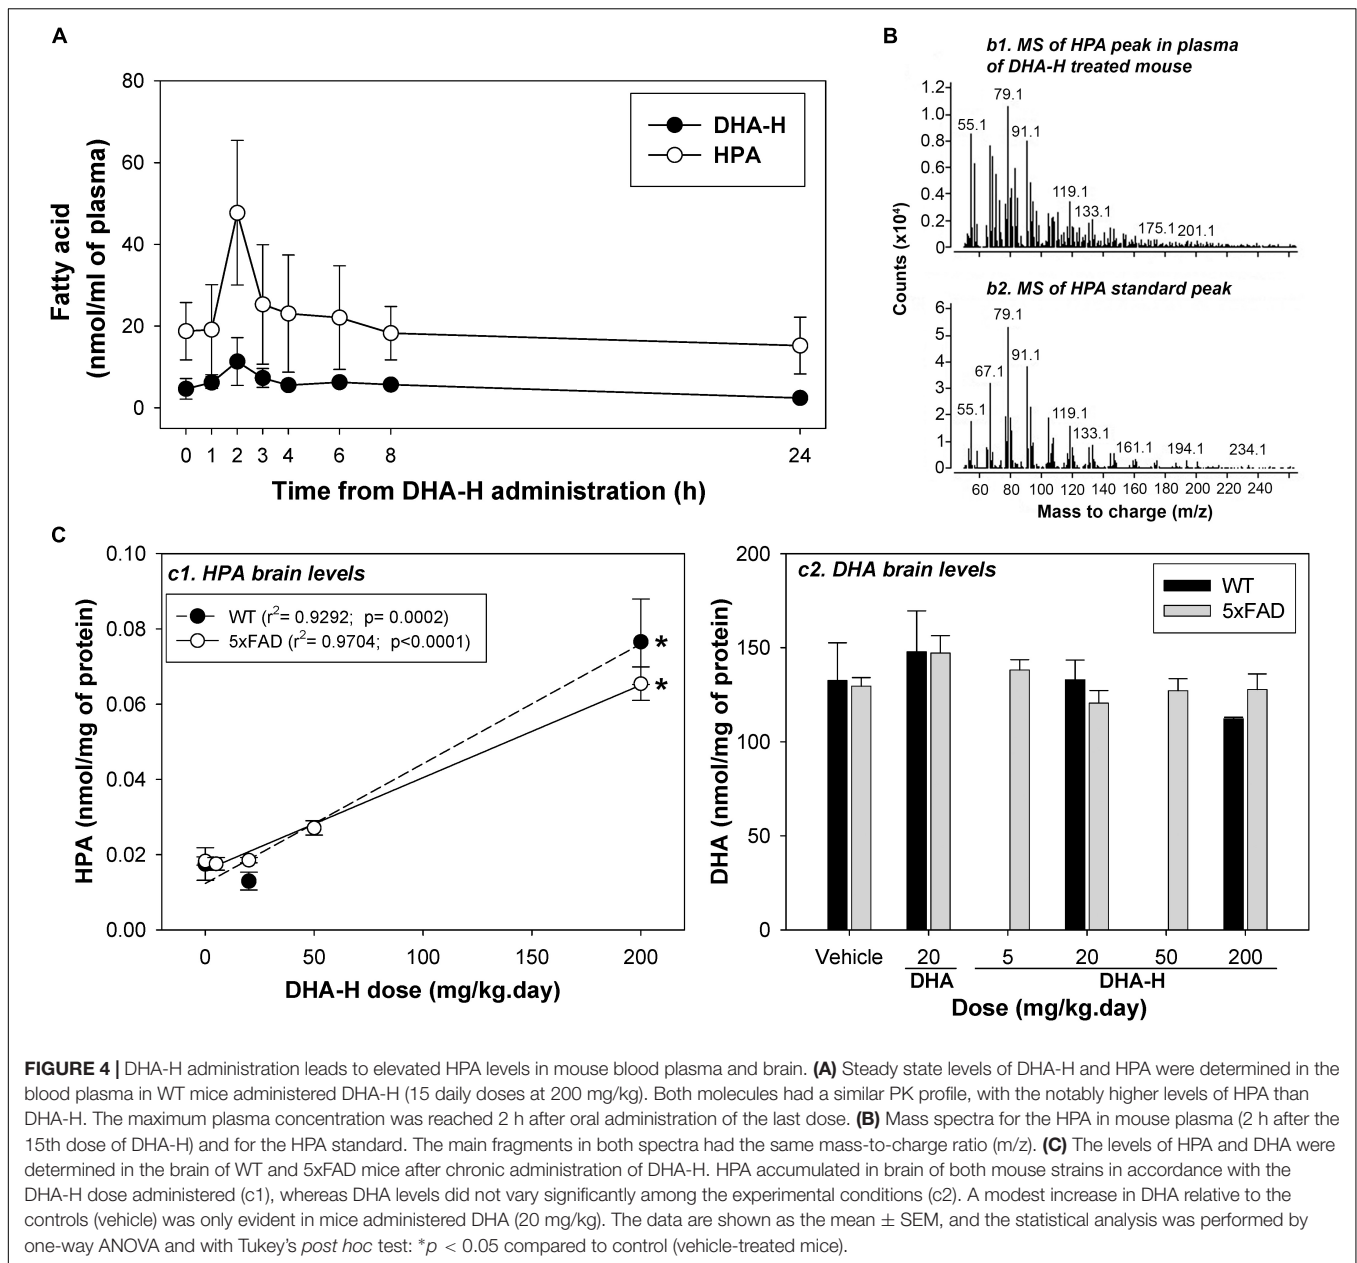 A
80
60
40
20
0
Fatty acid
(nmol/ml of plasma)
DHA-H
HPA
0 1 2 3 4 6 8 24
Time from DHA-H administration (h)
B
b1. MS of HPA peak in plasma
of DHA-H treated mouse
1.2
1.0
0.8
0.6
0.4
0.2
0
55.1
79.1
91.1
119.1
133.1
175.1
201.1
Counts (x10⁴)
b2. MS of HPA standard peak
6
5
4
3
2
1
0
55.1
67.1
79.1
91.1
119.1
133.1
161.1
194.1
234.1
60 80 100 120 140 160 180 200 220 240
Mass to charge (m/z)
C
c1. HPA brain levels
WT (r²= 0.9292; p= 0.0002)
5xFAD (r²= 0.9704; p<0.0001)
0.10
0.08
0.06
0.04
0.02
0.00
HPA (nmol/mg of protein)
*
*
0 50 100 150 200
DHA-H dose (mg/kg.day)
c2. DHA brain levels
WT
5xFAD
200
150
100
50
0
DHA (nmol/mg of protein)
Vehicle 20 5 20 50 200
DHA DHA-H
Dose (mg/kg.day)
FIGURE 4 | DHA-H administration leads to elevated HPA levels in mouse blood plasma and brain. (A) Steady state levels of DHA-H and HPA were determined in the
blood plasma in WT mice administered DHA-H (15 daily doses at 200 mg/kg). Both molecules had a similar PK profile, with the notably higher levels of HPA than
DHA-H. The maximum plasma concentration was reached 2 h after oral administration of the last dose. (B) Mass spectra for the HPA in mouse plasma (2 h after the
15th dose of DHA-H) and for the HPA standard. The main fragments in both spectra had the same mass-to-charge ratio (m/z). (C) The levels of HPA and DHA were
determined in the brain of WT and 5xFAD mice after chronic administration of DHA-H. HPA accumulated in brain of both mouse strains in accordance with the
DHA-H dose administered (c1), whereas DHA levels did not vary significantly among the experimental conditions (c2). A modest increase in DHA relative to the
controls (vehicle) was only evident in mice administered DHA (20 mg/kg). The data are shown as the mean ± SEM, and the statistical analysis was performed by
one-way ANOVA and with Tukey's post hoc test: *p < 0.05 compared to control (vehicle-treated mice).